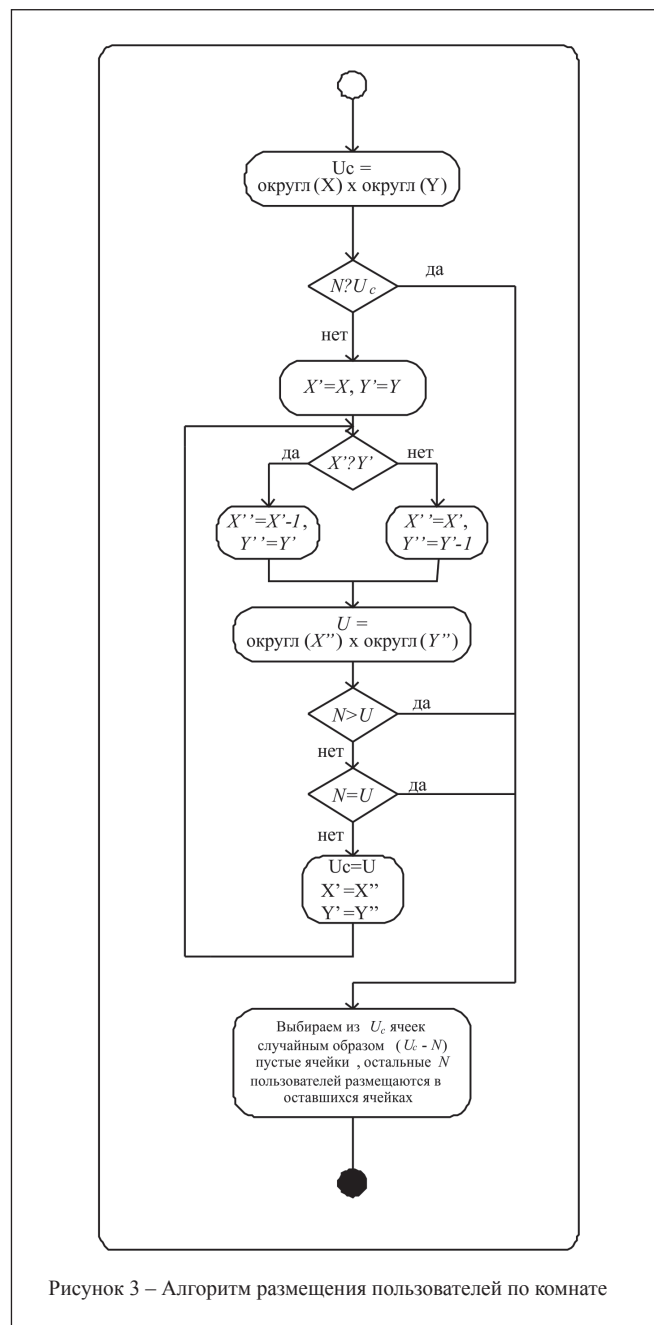 Uc =
округл (X) x округл (Y)
N?Uc
да
нет
X'=X, Y'=Y
да
X'?Y'
нет
X''=X'-1,
Y''=Y'
X''=X',
Y''=Y'-1
U =
округл (X'') x округл (Y'')
N>U
да
нет
N=U
да
нет
Uc=U
X'=X''
Y'=Y''
Выбираем из Uc ячеек
случайным образом (Uc - N)
пустые ячейки , остальные N
пользователей размещаются в
оставшихся ячейках
Рисунок 3 – Алгоритм размещения пользователей по комнате